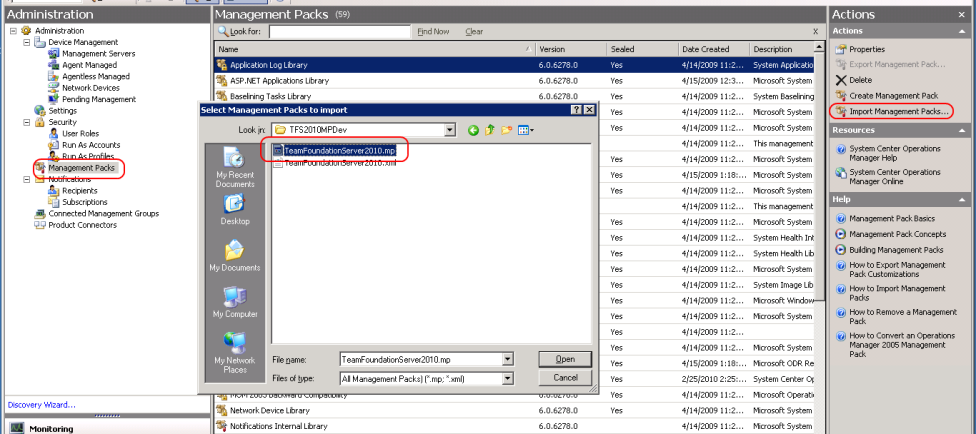 Administration
Administration
Device Management
Management Servers
Agent Managed
Agentless Managed
Network Devices
Pending Management
Settings
Security
User Roles
Run As Accounts
Run As Profiles
Management Packs
Notifications
Recipients
Subscriptions
Connected Management Groups
Product Connectors
Discovery Wizard...
Monitoring
Management Packs (59)
Look for: Find Now Clear X
Name / Version Sealed Date Created Description
Application Log Library 6.0.6278.0 Yes 4/14/2009 11:2... System Applicatio
ASP.NET Applications Library 6.0.6278.0 Yes 4/15/2009 12:3... Microsoft System
Baselining Tasks Library 6.0.6278.0 Yes 4/14/2009 11:2... System Baselining
Yes 4/14/2009 11:2... Microsoft System
Yes 4/14/2009 11:2... Microsoft System
4/14/2009 11:2... This management
Yes 4/14/2009 11:2... Microsoft System
Yes 4/15/2009 1:18:... Microsoft System
Yes 4/14/2009 11:2... Microsoft System
4/14/2009 11:2... This management
Yes 4/14/2009 11:2... Microsoft System
Yes 4/14/2009 11:2... System Health Int
Yes 4/14/2009 11:2... System Health Lib
Yes 4/14/2009 11:2... Microsoft System
Yes 4/14/2009 11:2... System Image Lib
Yes 4/14/2009 11:2... Microsoft Window
Yes 4/14/2009 11:2... Microsoft System
Yes 4/14/2009 11:2...
Yes 4/14/2009 11:2... Microsoft System
Yes 4/15/2009 1:18:... Microsoft ODR Re
Yes 2/25/2010 2:25:... System Center Op
MOM 2005 Backward Compatibility 6.0.6278.0 Yes 4/14/2009 11:2... Microsoft Operati
Network Device Library 6.0.6278.0 Yes 4/14/2009 11:2... Microsoft System
Notifications Internal Library 6.0.6278.0 Yes 4/14/2009 11:2... Microsoft System
Select Management Packs to import
Look in: TFS2010MPDev
TeamFoundationServer2010.mp
TeamFoundationServer2010.xml
My Recent
Documents
Desktop
My Documents
My Computer
My Network
Places
File name: TeamFoundationServer2010.mp Open
Files of type: All Management Packs| (*.mp; *.xml) Cancel
Actions x
Actions
Properties
Export Management Pack...
Delete
Create Management Pack
Import Management Packs...
Resources
System Center Operations
Manager Help
System Center Operations
Manager Online
Help
Management Pack Basics
Management Pack Concepts
Building Management Packs
How to Export Management
Pack Customizations
How to Import Management
Packs
How to Remove a Management
Pack
How to Convert an Operations
Manager 2005 Management
Pack